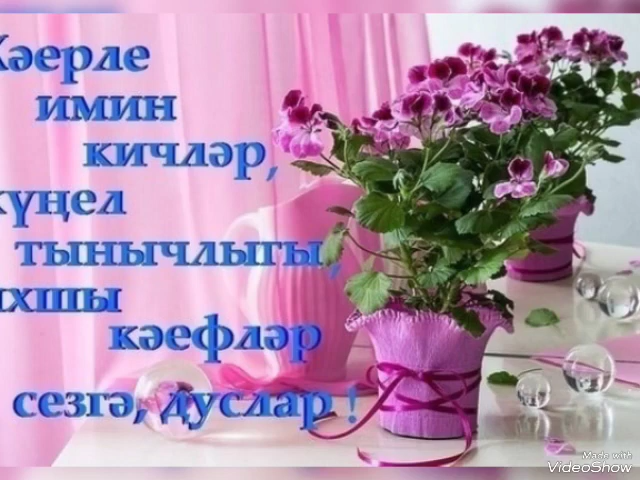 Хәерле
имин
кичләр,
күңел
тынычлыгы,
яхшы
кәефләр
сезгә, дуслар !
Made with
VideoShow